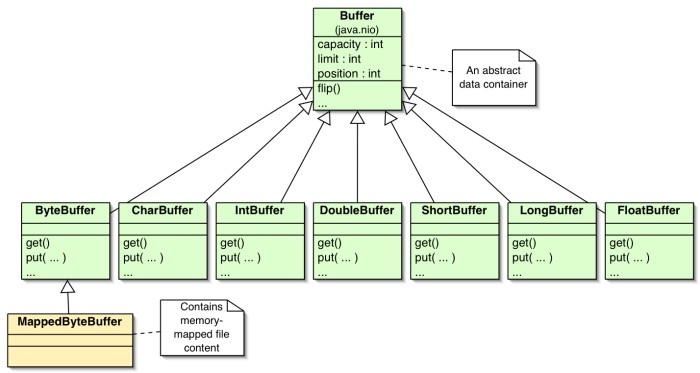 Buffer
(java.nio)
capacity : int
limit : int
position : int
flip()
...
An abstract
data container
ByteBuffer
get()
put( ... )
...
CharBuffer
get()
put( ... )
...
IntBuffer
get()
put( ... )
...
DoubleBuffer
get()
put( ... )
...
ShortBuffer
get()
put( ... )
...
LongBuffer
get()
put( ... )
...
FloatBuffer
get()
put( ... )
...
MappedByteBuffer
Contains
memory-
mapped file
content